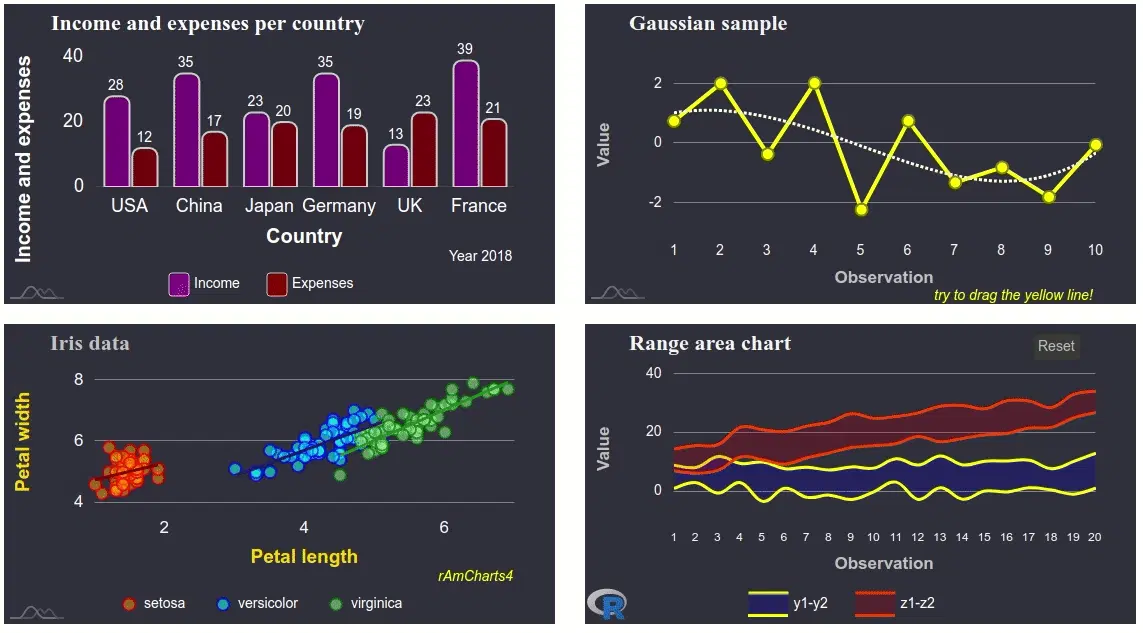 Income and expenses per country
Income and expenses
40
20
0
28
12
35
17
23
20
35
19
13
23
39
21
USA China Japan Germany UK France
Country
Year 2018
Income Expenses
Gaussian sample
Value
2
0
-2
1 2 3 4 5 6 7 8 9 10
Observation
try to drag the yellow line!
Iris data
Petal width
8
6
4
2 4 6
Petal length
rAmCharts4
setosa versicolor virginica
Range area chart
Reset
Value
40
20
0
1 2 3 4 5 6 7 8 9 10 11 12 13 14 15 16 17 18 19 20
Observation
R
y1-y2 z1-z2